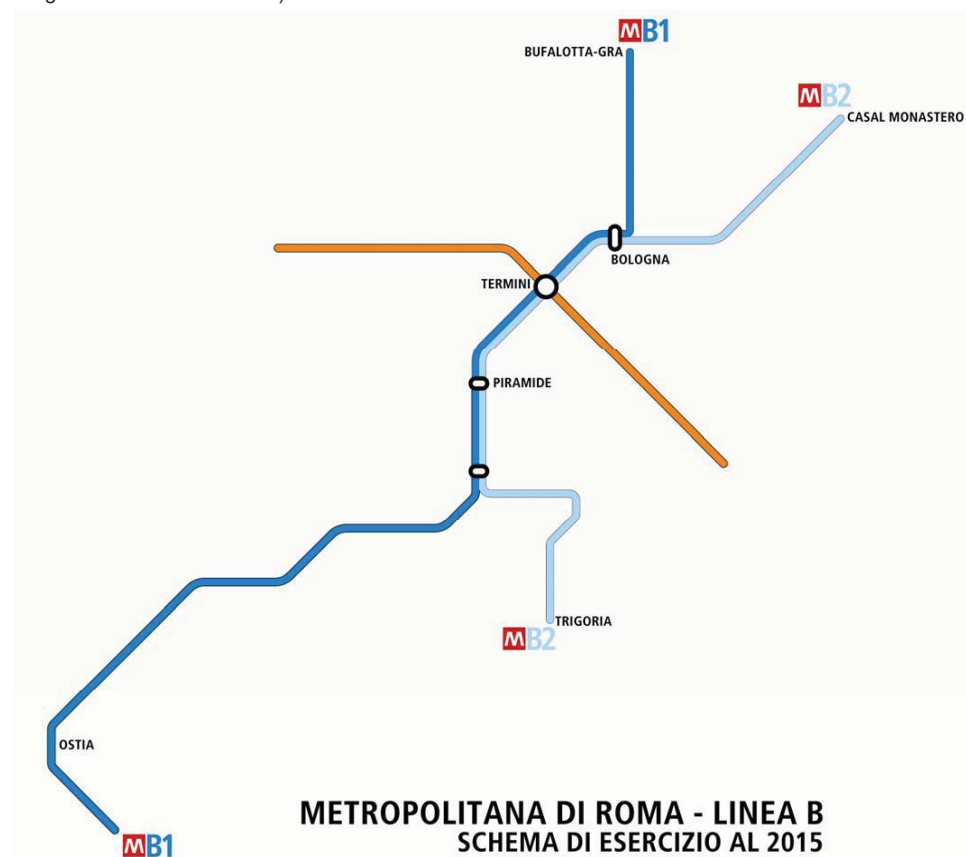 MB1
BUFALOTTA-GRA
MB2
CASAL MONASTERO
BOLOGNA
TERMINI
PIRAMIDE
TRIGORIA
MB2
OSTIA
METROPOLITANA DI ROMA - LINEA B
SCHEMA DI ESERCIZIO AL 2015
MB1